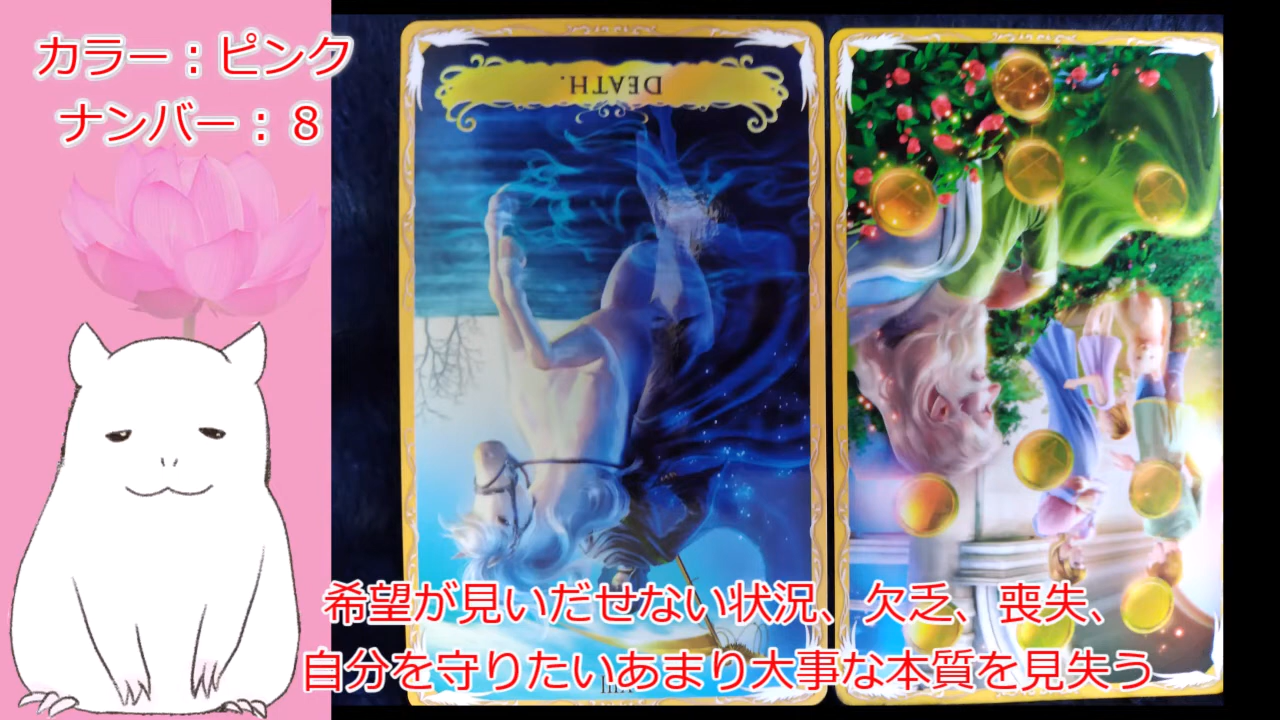 カラー：ピンク
ナンバー：８
DEATH.
希望が見いだせない状況、欠乏、喪失、
自分を守りたいあまり大事な本質を見失う